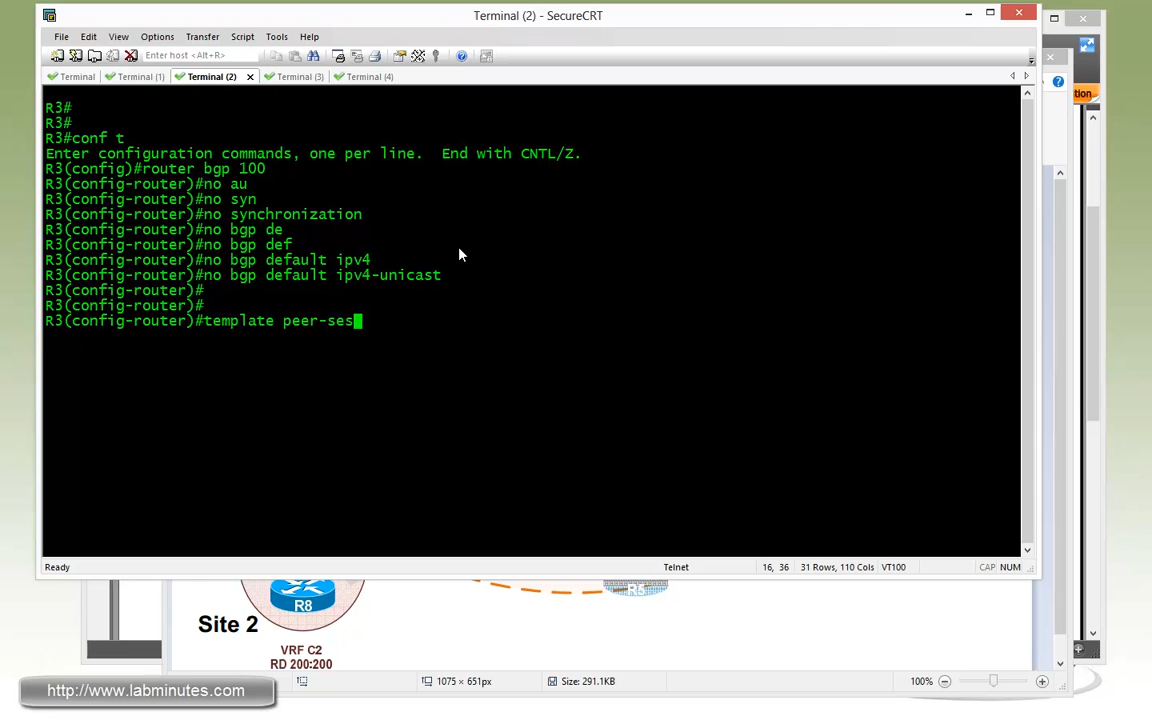 Terminal (2) - SecureCRT
File Edit View Options Transfer Script Tools Help
Enter host <Alt+R>
Terminal Terminal (1) Terminal (2) Terminal (3) Terminal (4)
R3#
R3#
R3#conf t
Enter configuration commands, one per line.  End with CNTL/Z.
R3(config)#router bgp 100
R3(config-router)#no au
R3(config-router)#no syn
R3(config-router)#no synchronization
R3(config-router)#no bgp de
R3(config-router)#no bgp def
R3(config-router)#no bgp default ipv4
R3(config-router)#no bgp default ipv4-unicast
R3(config-router)#
R3(config-router)#
R3(config-router)#template peer-ses
Ready Telnet 16, 36 31 Rows, 110 Cols VT100 CAP NUM
R8
Site 2
VRF C2
RD 200:200
1075 × 651px Size: 291.1KB 100%
http://www.labminutes.com